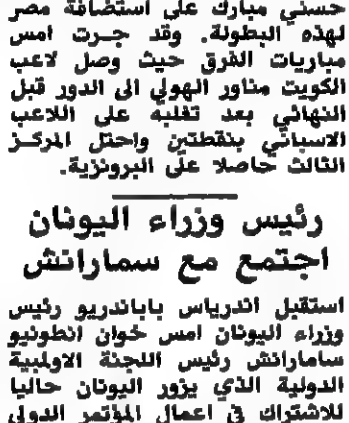 حسني مبارك على استضافة مصر
لهذه البطولة. وقد جرت امس
مباريات الفرق حيث وصل لاعب
الكويت مناور الهولي الى الدور قبل
النهائي بعد تغلبه على اللاعب
الاسباني بنقطتين واحتل المركز
الثالث حاصلا على البرونزية.
رئيس وزراء اليونان
اجتمع مع سمارانش
استقبل اندرياس باباندريو رئيس
وزراء اليونان امس خوان انطونيو
سامارانش رئيس اللجنة الاولمبية
الدولية الذي يزور اليونان حاليا
للاشتراك في اعمال المؤتمر الدولي